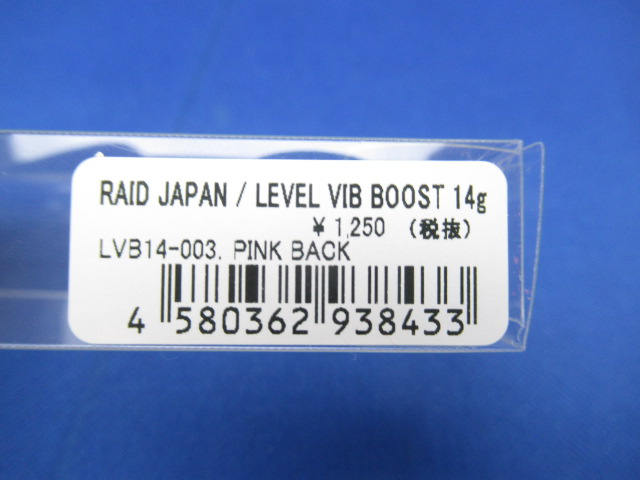 RAID JAPAN / LEVEL VIB BOOST 14g
¥ 1,250 (税抜)
LVB14-003. PINK BACK
4 580362 938433